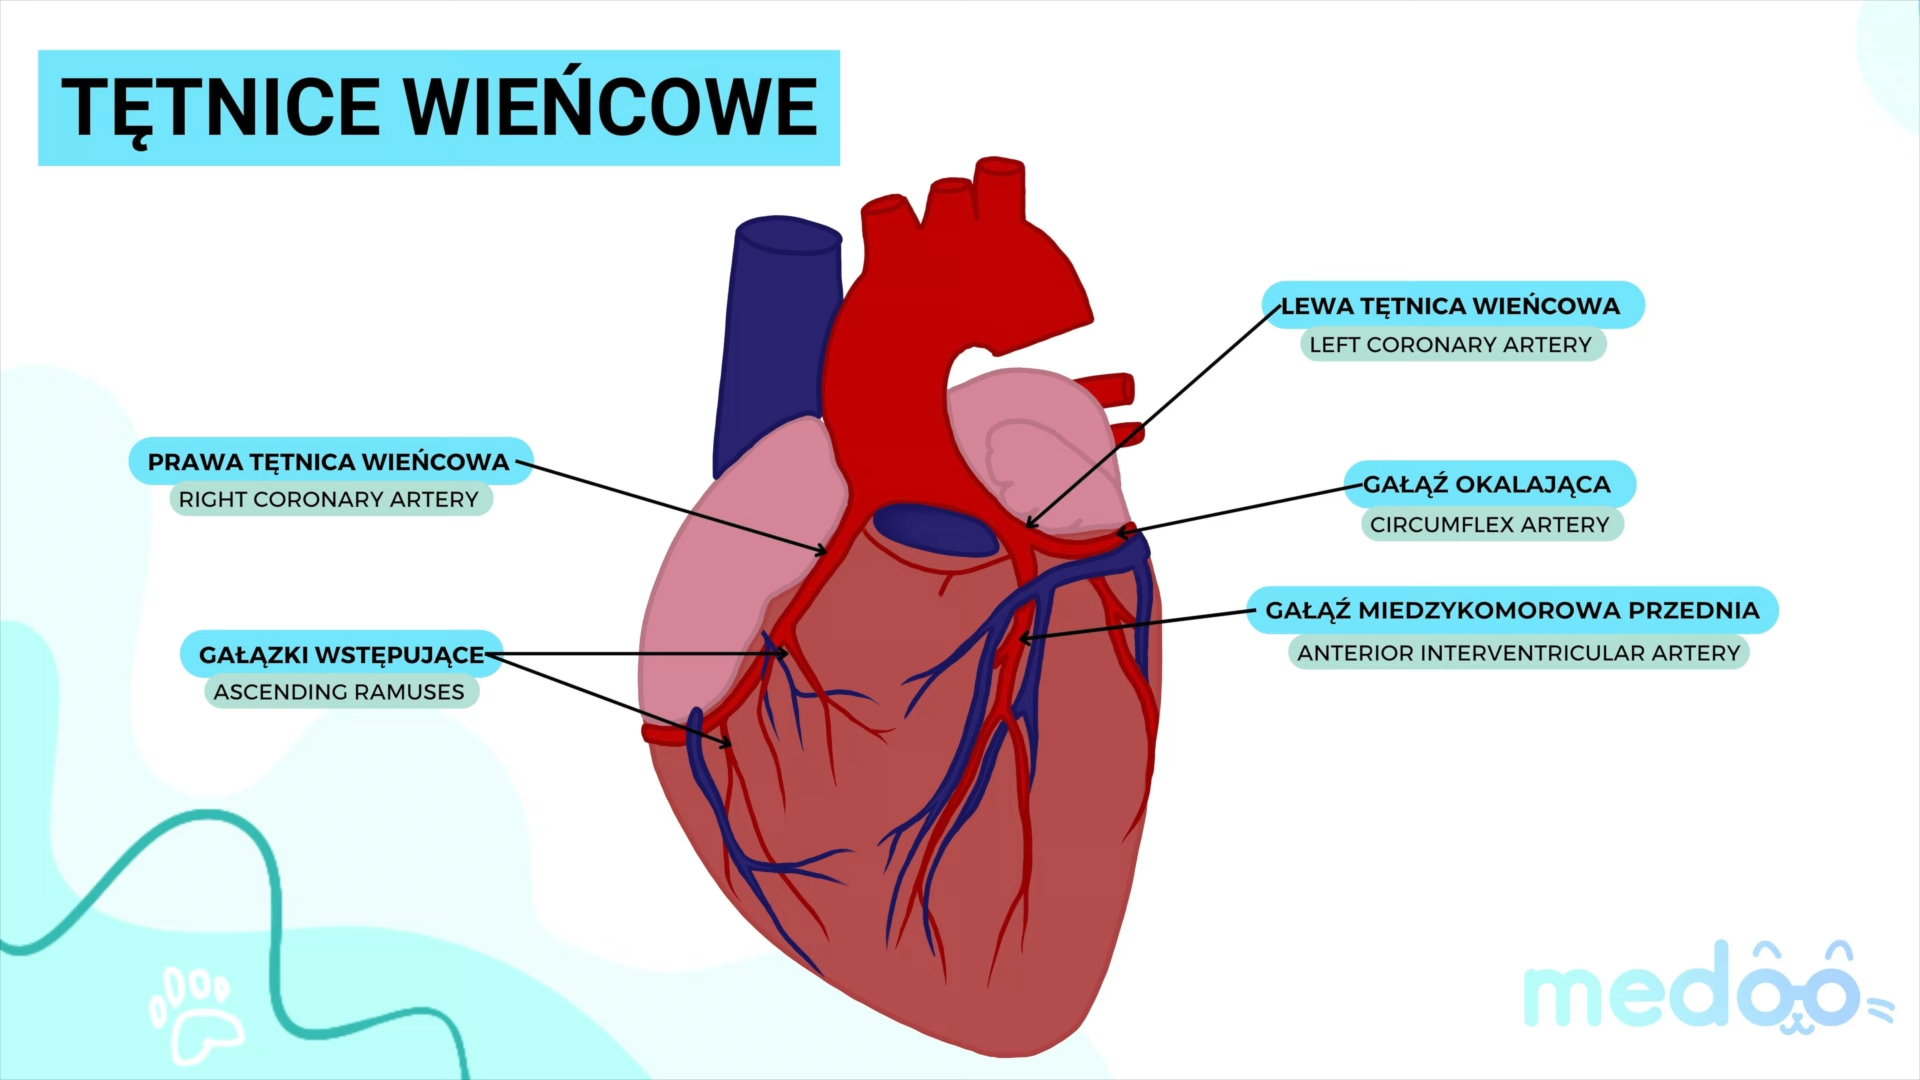 TĘTNICE WIEŃCOWE
LEWA TĘTNICA WIEŃCOWA
LEFT CORONARY ARTERY
PRAWA TĘTNICA WIEŃCOWA
RIGHT CORONARY ARTERY
GAŁĄŹ OKALAJĄCA
CIRCUMFLEX ARTERY
GAŁĄŹ MIEDZYKOMOROWA PRZEDNIA
ANTERIOR INTERVENTRICULAR ARTERY
GAŁĄZKI WSTĘPUJĄCE
ASCENDING RAMUSES
medoo